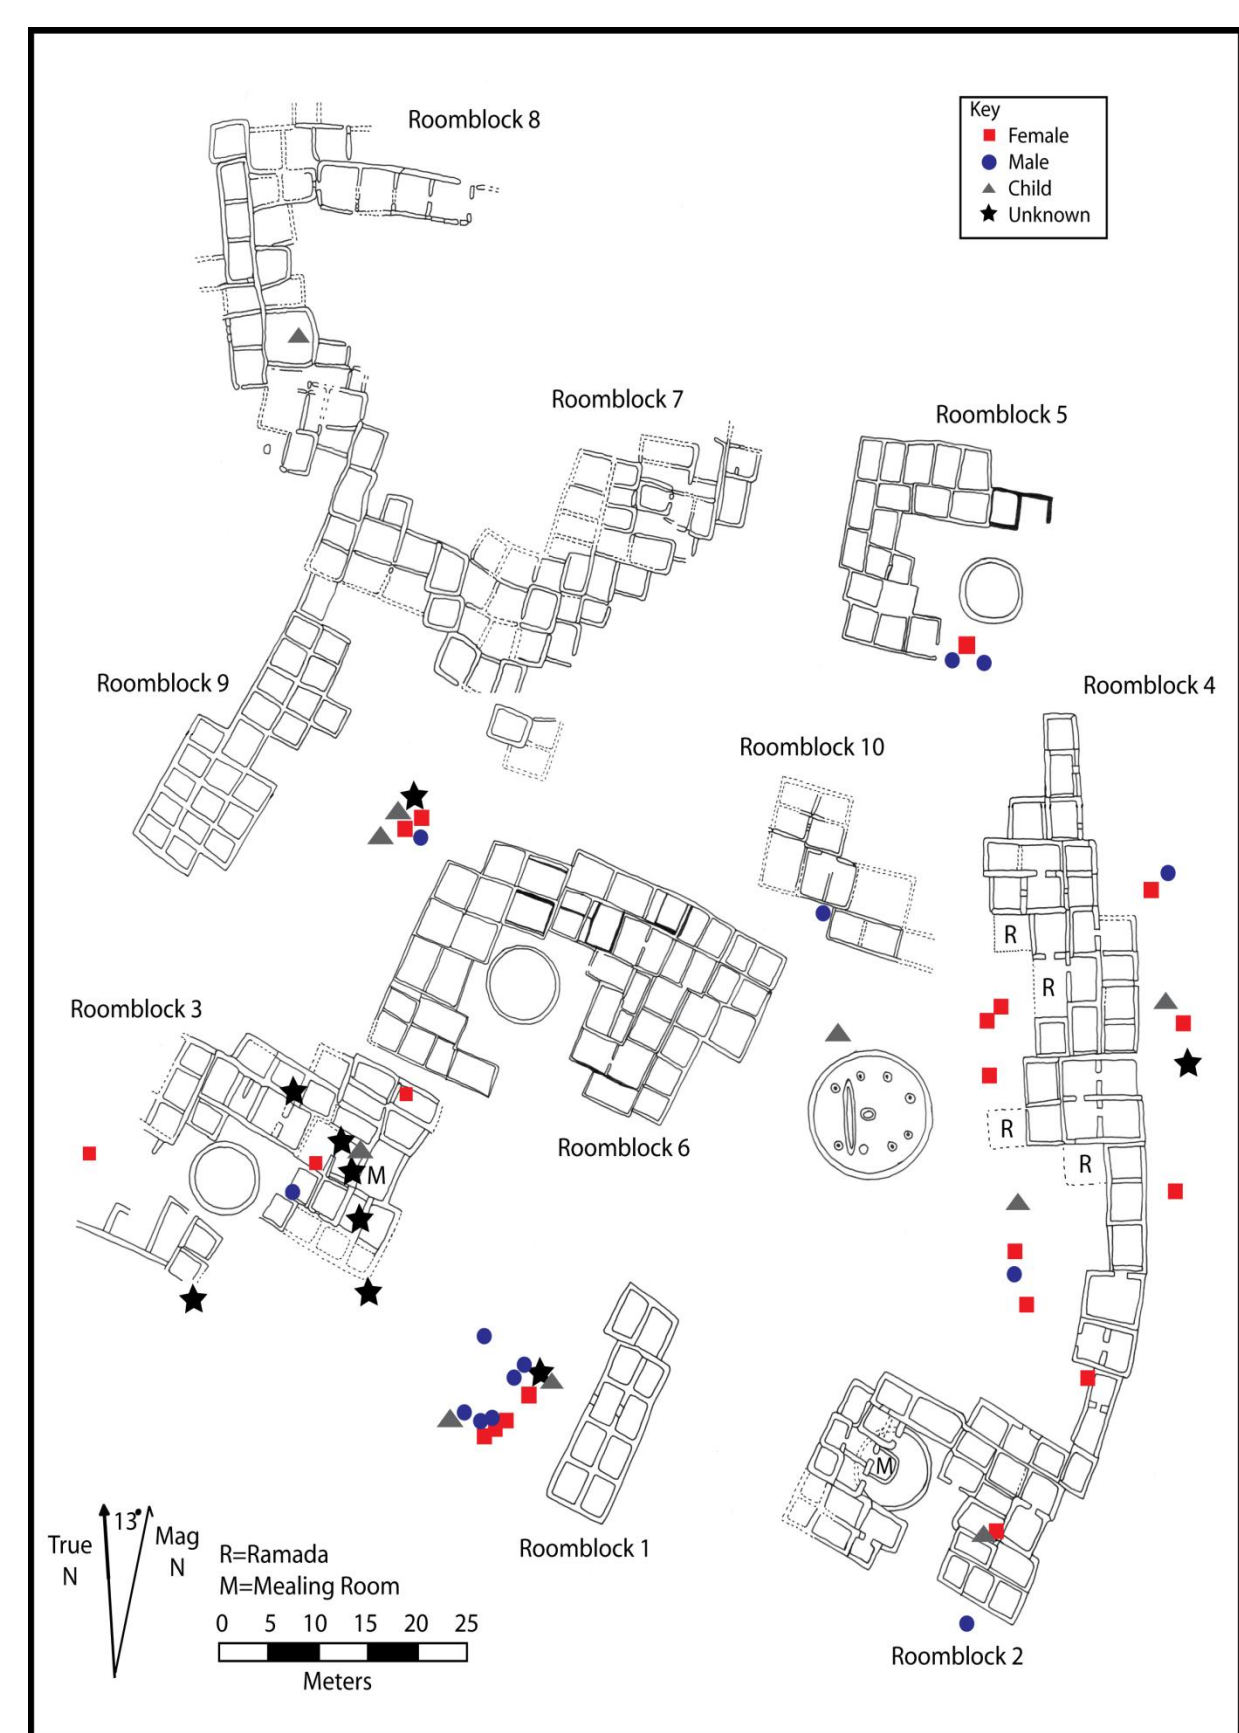 Roomblock 8
Key
Female
Male
Child
Unknown
Roomblock 7
Roomblock 5
Roomblock 9
Roomblock 4
Roomblock 10
R
R
Roomblock 3
R
Roomblock 6
R
M
M
True
N
13°
Mag
N
R=Ramada
M=Mealing Room
0 5 10 15 20 25
Meters
Roomblock 1
Roomblock 2